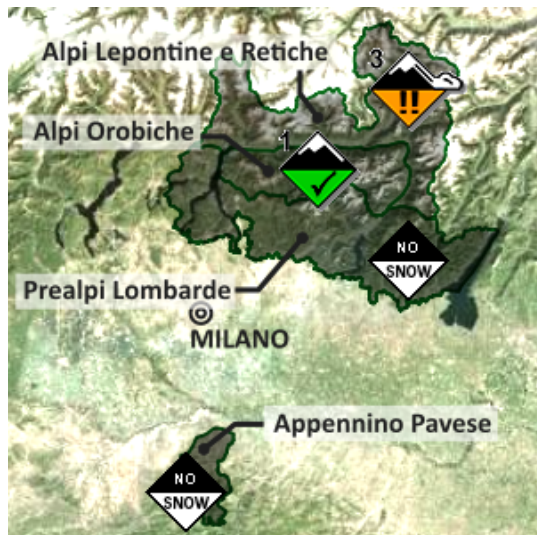 Alpi Lepontine e Retiche
3
!!
Alpi Orobiche
1
NO
SNOW
Prealpi Lombarde
MILANO
Appennino Pavese
NO
SNOW